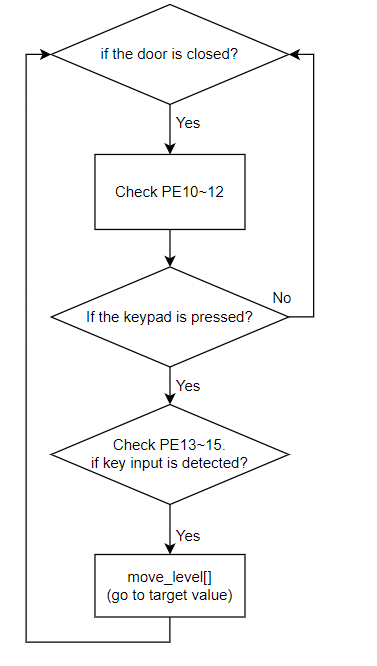 if the door is closed?
Yes
Check PE10~12
No
If the keypad is pressed?
Yes
Check PE13~15.
if key input is detected?
Yes
move_level[]
(go to target value)